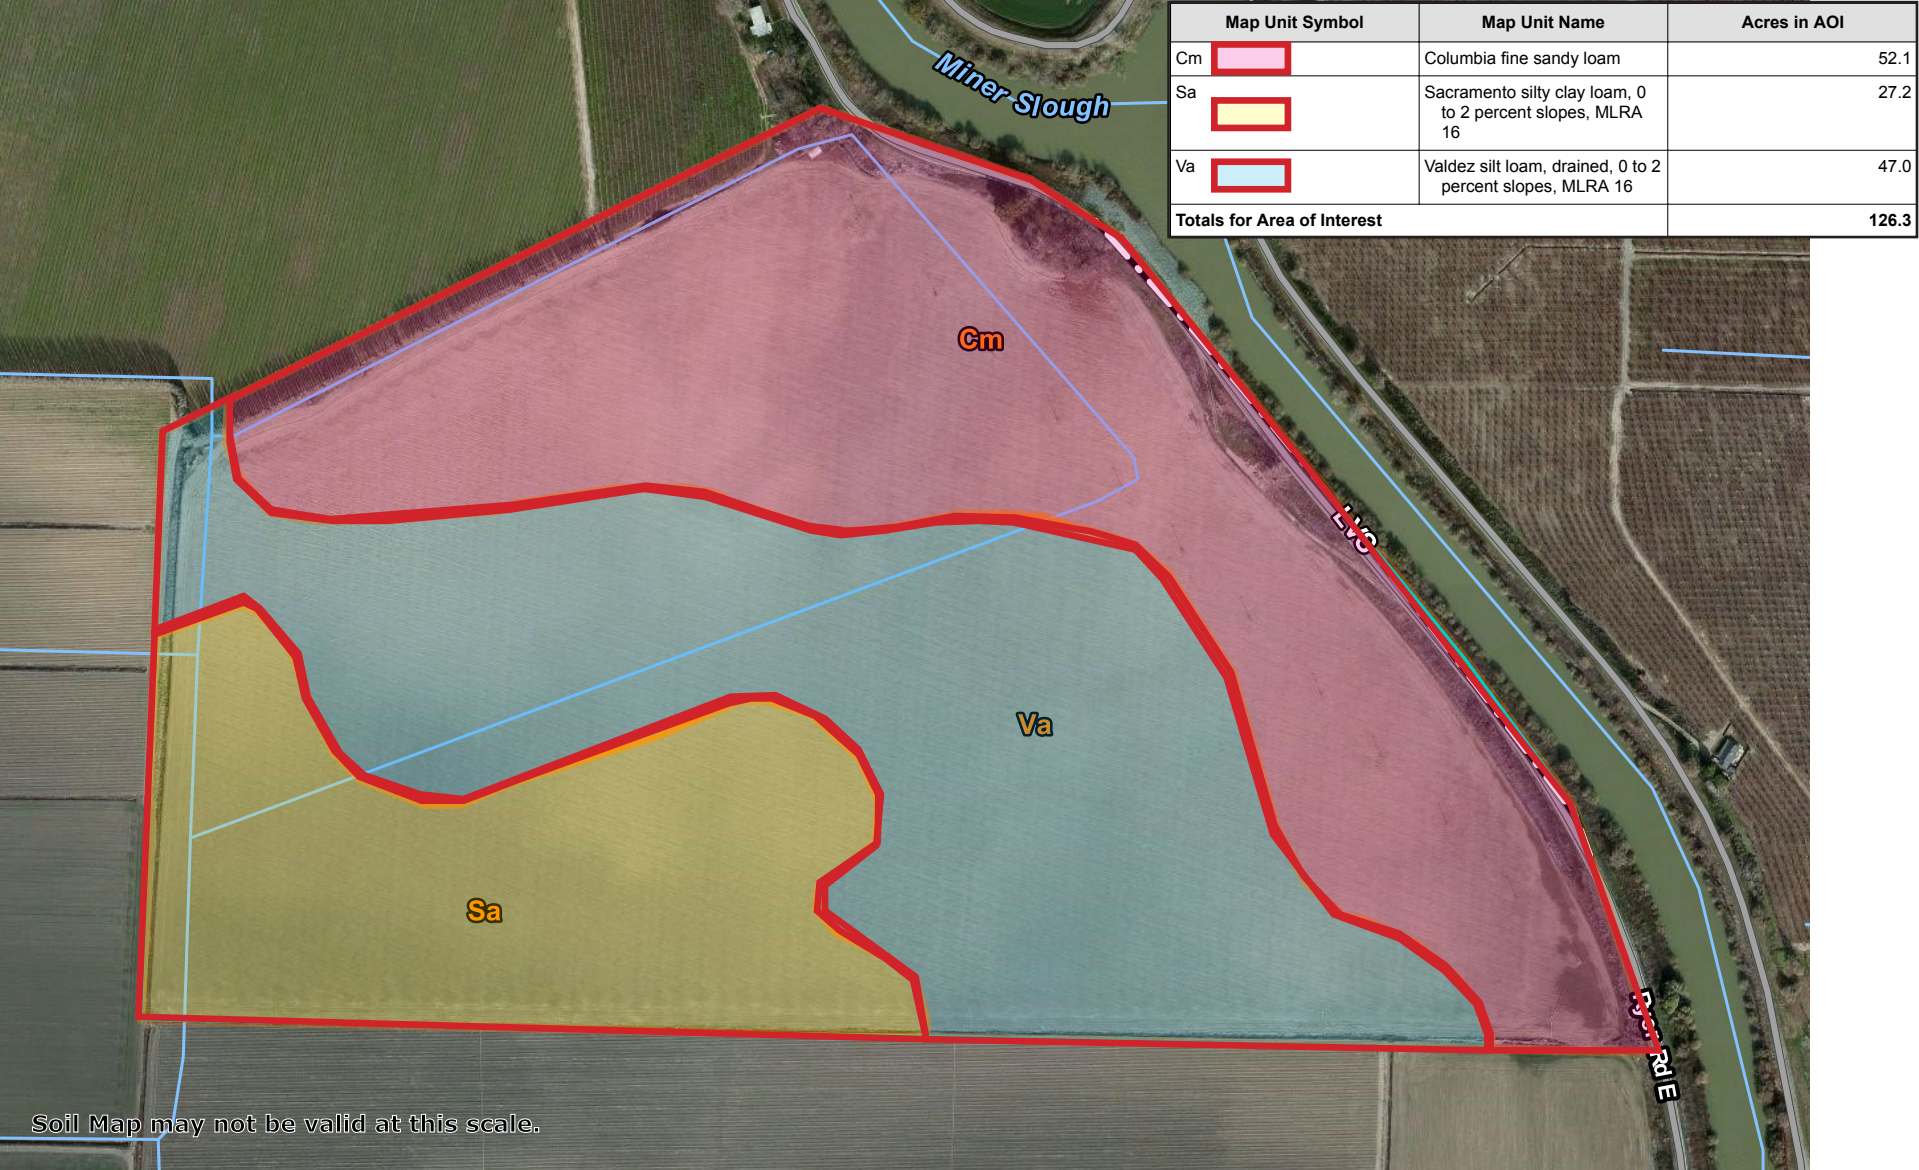 Map Unit Symbol Map Unit Name Acres in AOI
Cm Columbia fine sandy loam 52.1
Sa Sacramento silty clay loam, 0 27.2
to 2 percent slopes, MLRA
16
Va Valdez silt loam, drained, 0 to 2 47.0
percent slopes, MLRA 16
Totals for Area of Interest 126.3
Miner Slough
Cm
Va
Sa
Rd E
Soil Map may not be valid at this scale.